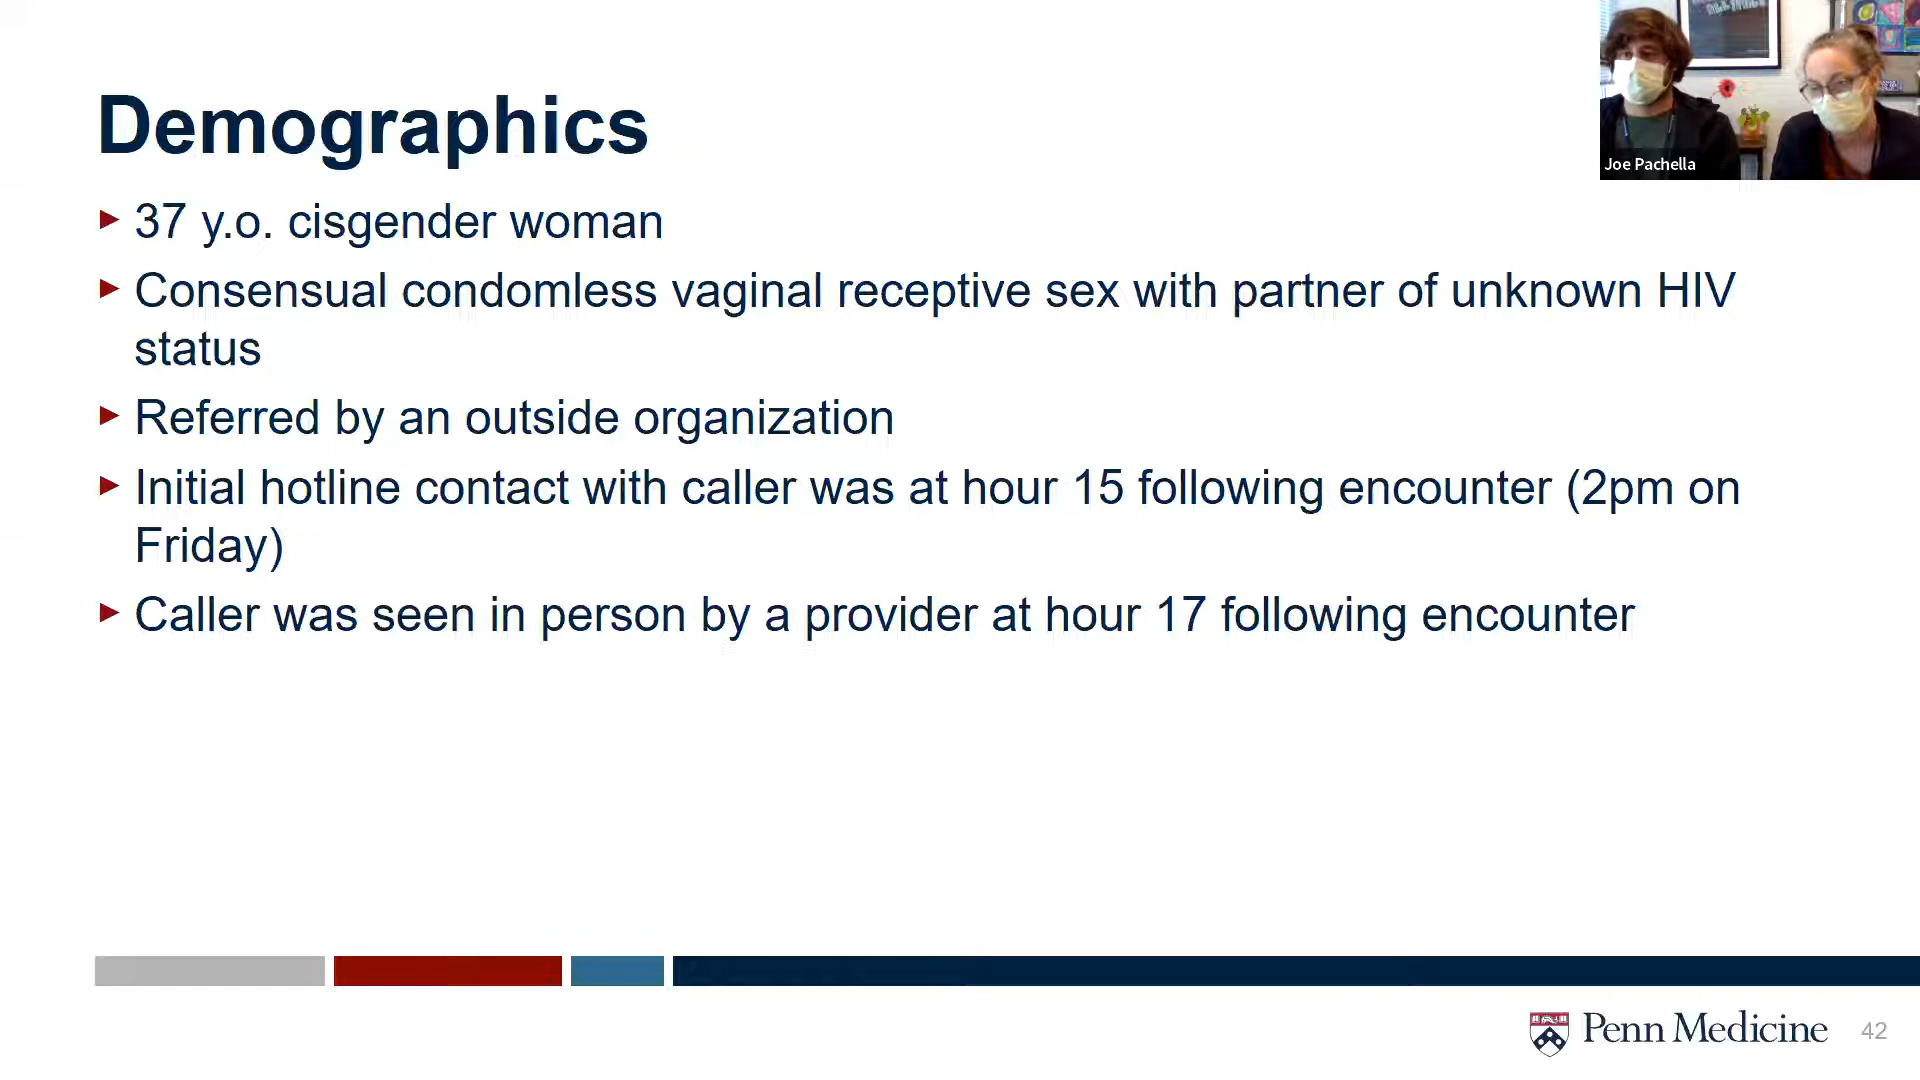 Demographics
37 y.o. cisgender woman
Consensual condomless vaginal receptive sex with partner of unknown HIV
status
Referred by an outside organization
Initial hotline contact with caller was at hour 15 following encounter (2pm on
Friday)
Caller was seen in person by a provider at hour 17 following encounter
Joe Pachella
Penn Medicine
42